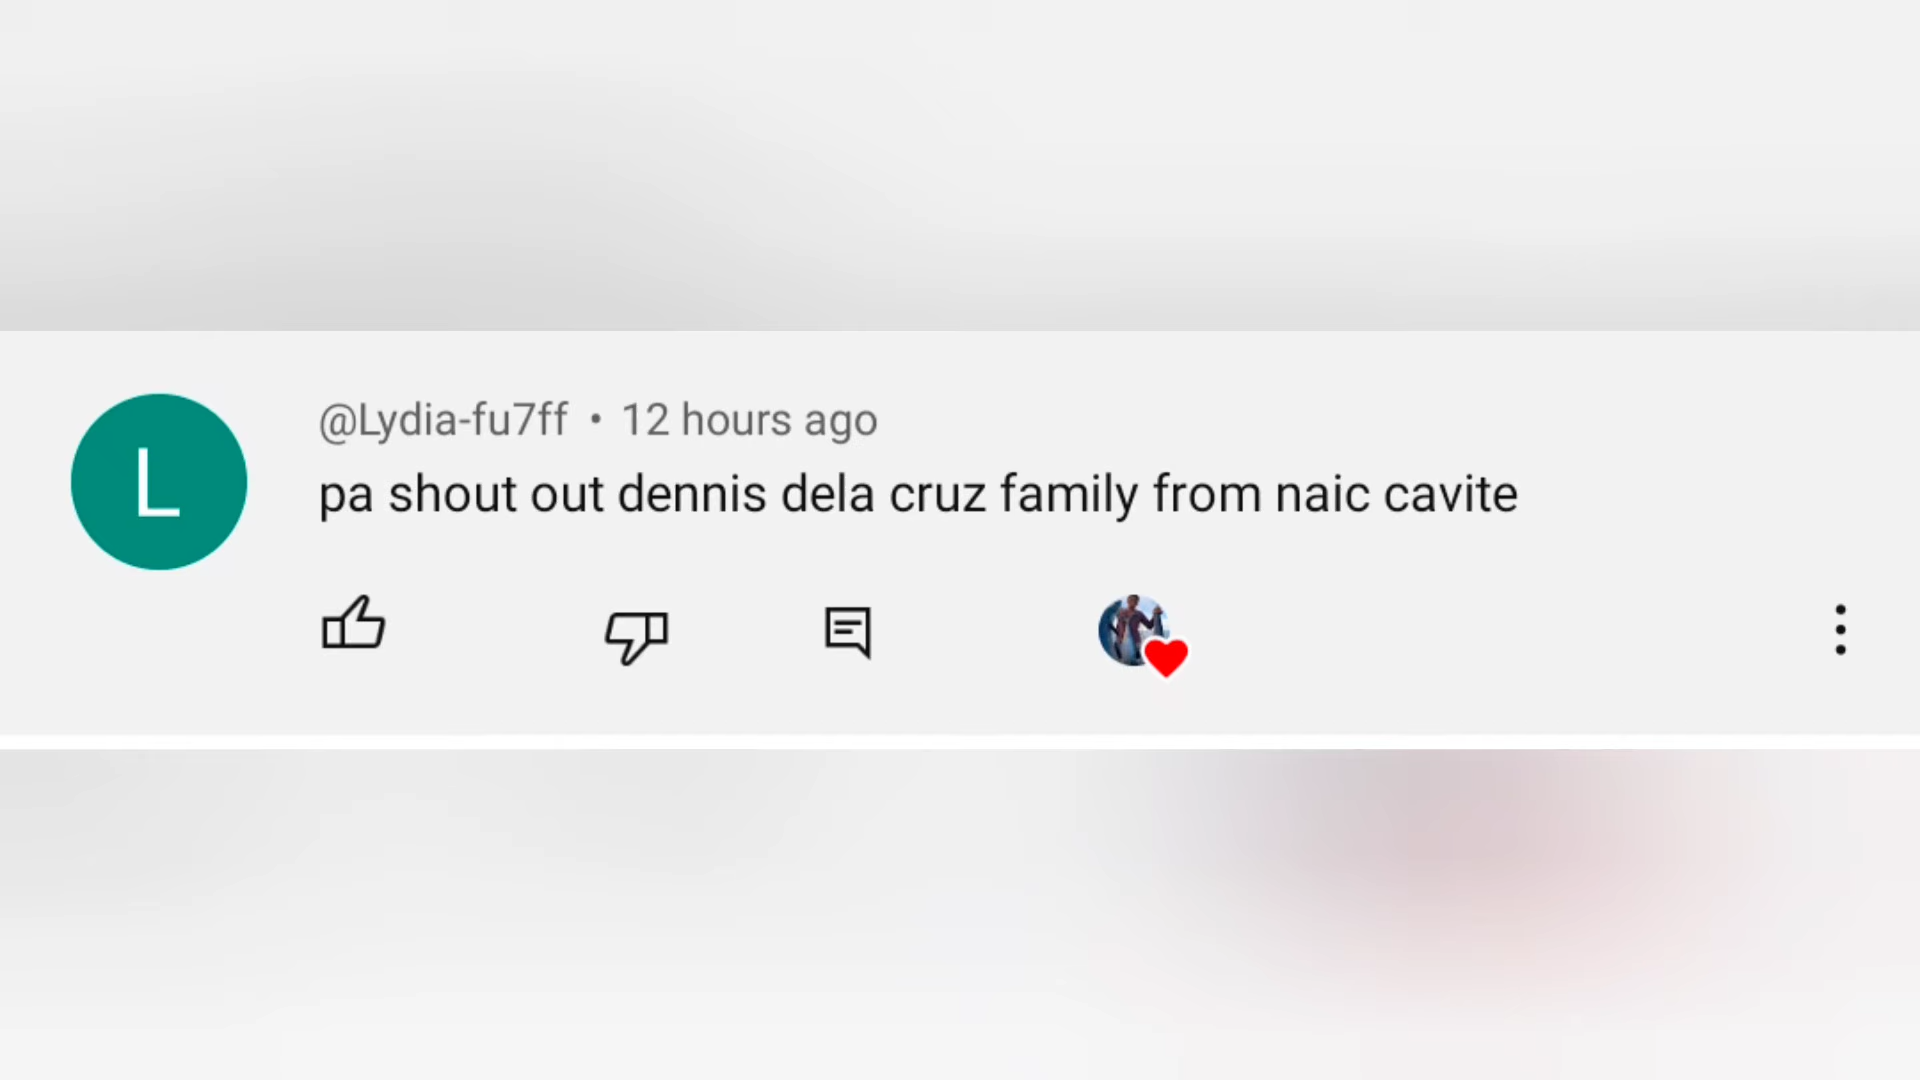 L
@Lydia-fu7ff • 12 hours ago
pa shout out dennis dela cruz family from naic cavite